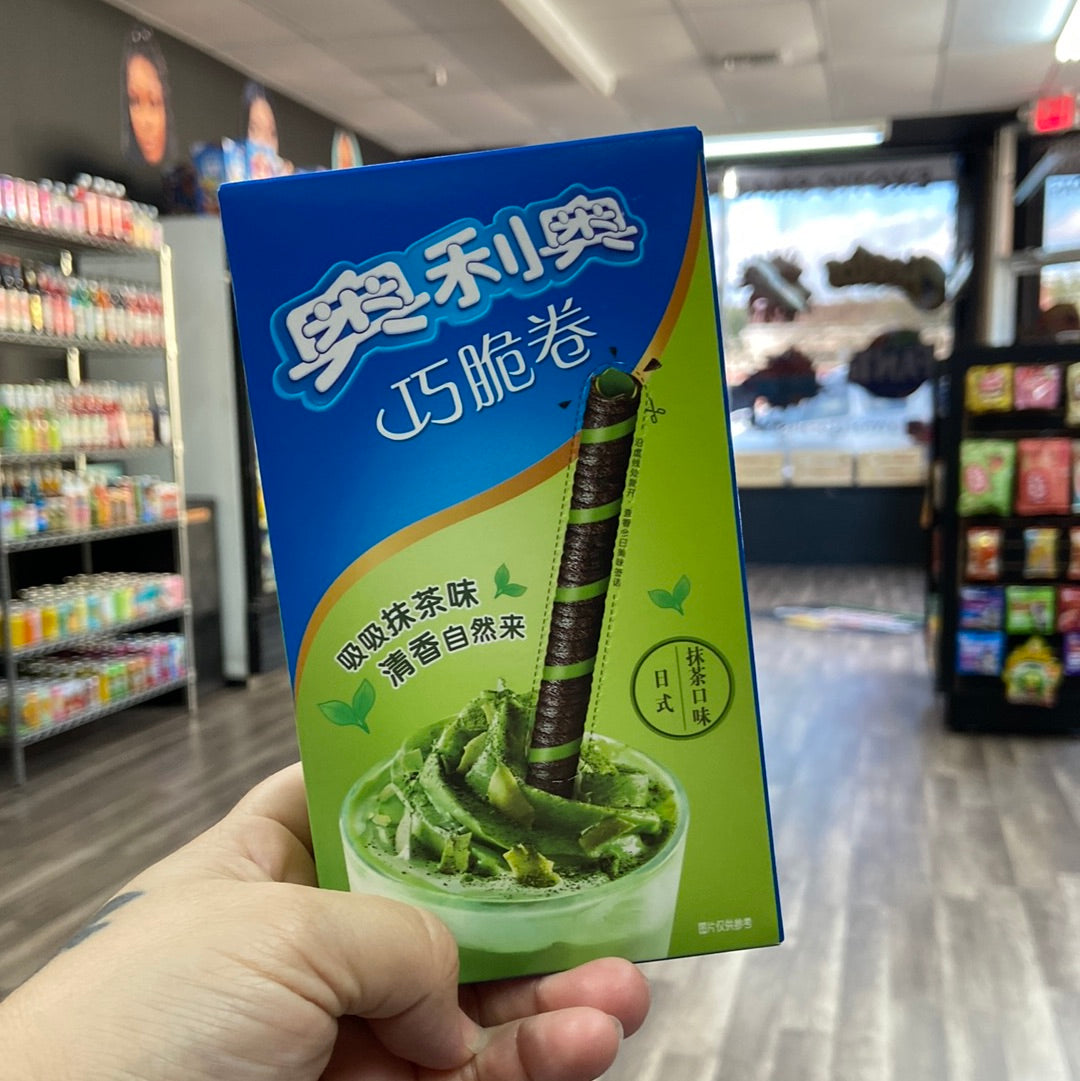 奥利奥
巧脆卷
吸吸抹茶味
清香自然来
抹茶口味
日式
图片仅供参考